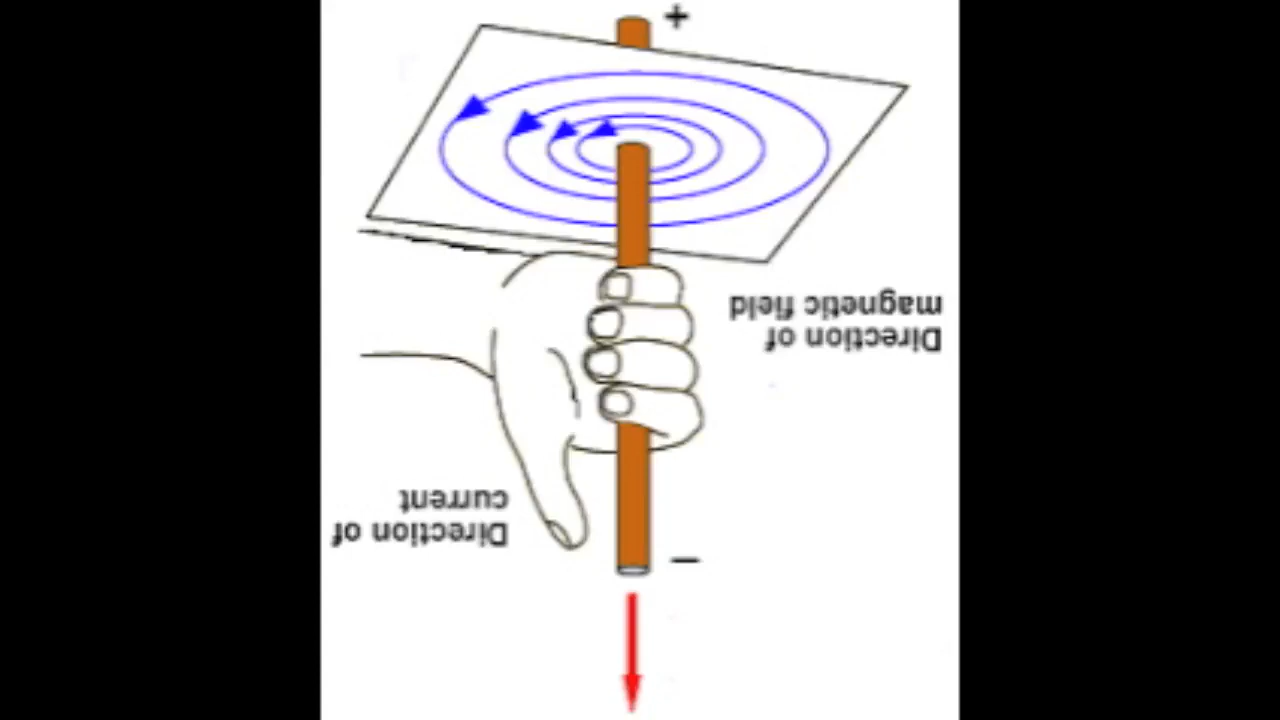 −
Direction of
current
Direction of
magnetic field
+